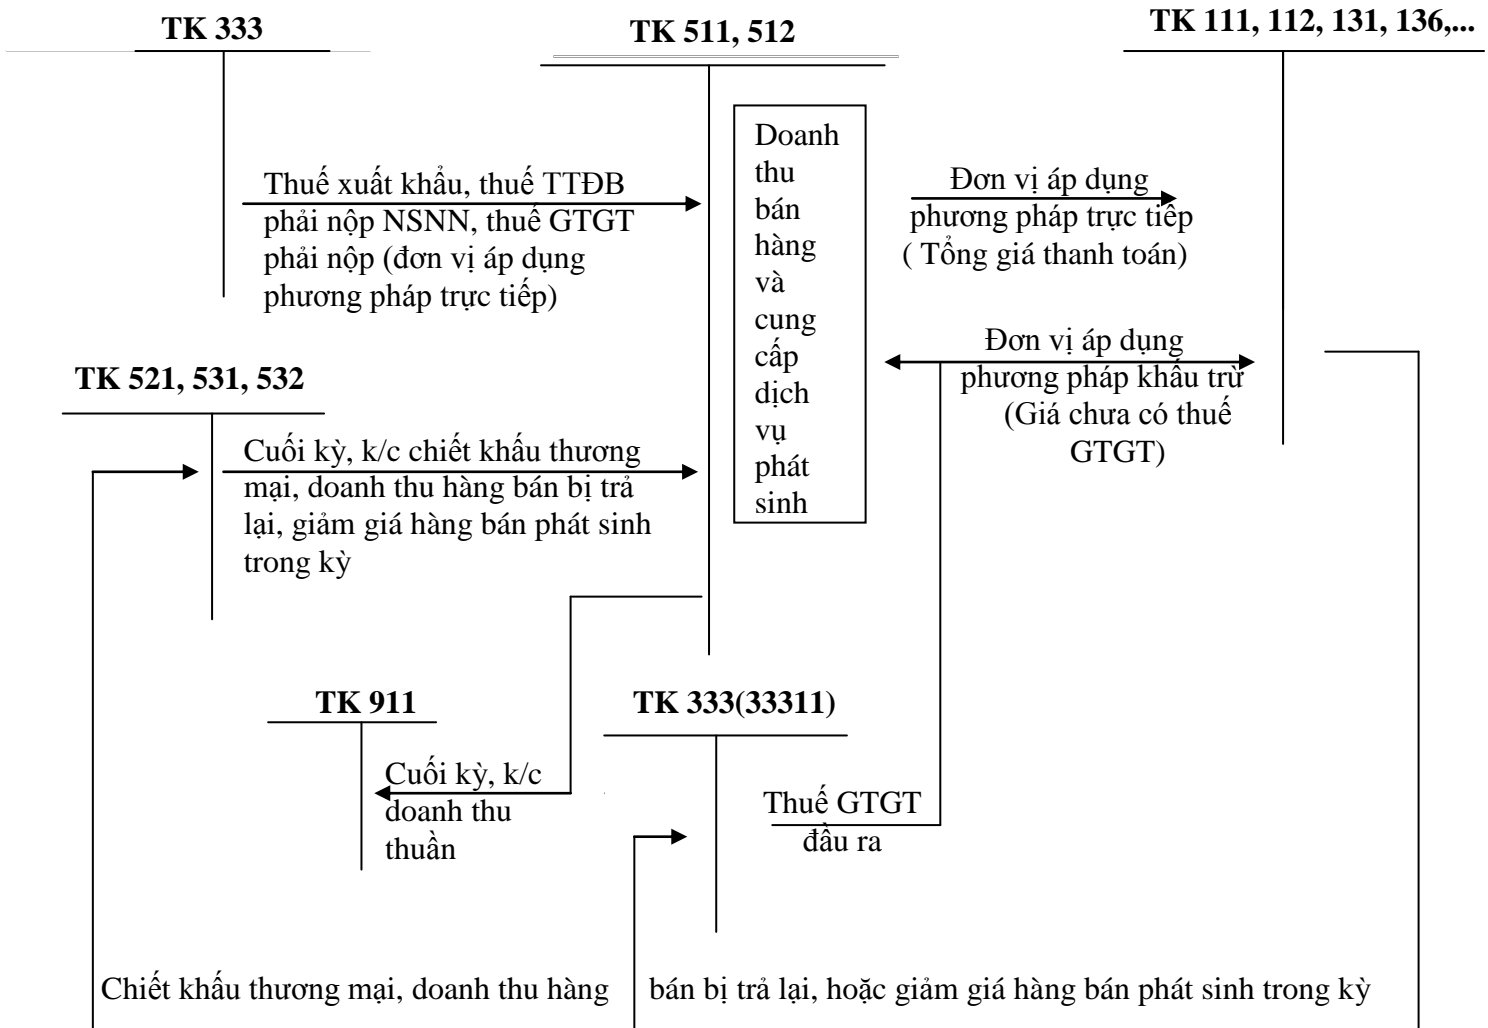 TK 333
TK 511, 512
TK 111, 112, 131, 136,...
Thuế xuất khẩu, thuế TTĐB
phải nộp NSNN, thuế GTGT
phải nộp (đơn vị áp dụng
phương pháp trực tiếp)
Doanh
thu
bán
hàng
và
cung
cấp
dịch
vụ
phát
sinh
Đơn vị áp dụng
phương pháp trực tiếp
( Tổng giá thanh toán)
Đơn vị áp dụng
phương pháp khấu trừ
(Giá chưa có thuế
GTGT)
TK 521, 531, 532
Cuối kỳ, k/c chiết khấu thương
mại, doanh thu hàng bán bị trả
lại, giảm giá hàng bán phát sinh
trong kỳ
TK 911
TK 333(33311)
Cuối kỳ, k/c
doanh thu
thuần
Thuế GTGT
đầu ra
Chiết khấu thương mại, doanh thu hàng bán bị trả lại, hoặc giảm giá hàng bán phát sinh trong kỳ